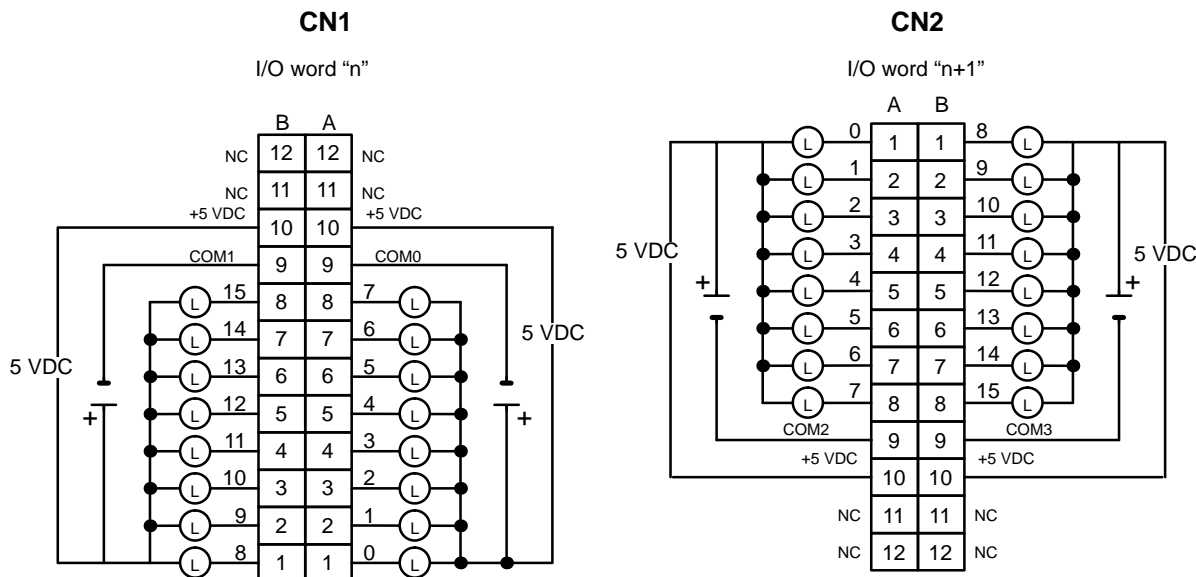 CN1
I/O word “n”
B A
NC 12 12 NC
NC 11 11 NC
+5 VDC 10 10 +5 VDC
COM1 9 9 COM0
L 15 8 8 7 L
L 14 7 7 6 L
5 VDC
L 13 6 6 5 L
5 VDC
+ L 12 5 5 4 L +
L 11 4 4 3 L
L 10 3 3 2 L
L 9 2 2 1 L
L 8 1 1 0 L
CN2
I/O word “n+1”
A B
L 0 1 1 8 L
L 1 2 2 9 L
L 2 3 3 10 L
5 VDC L 3 4 4 11 L 5 VDC
+ L 4 5 5 12 L +
L 5 6 6 13 L
L 6 7 7 14 L
L 7 8 8 15 L
COM2 9 9 COM3
+5 VDC 10 10 +5 VDC
NC 11 11 NC
NC 12 12 NC